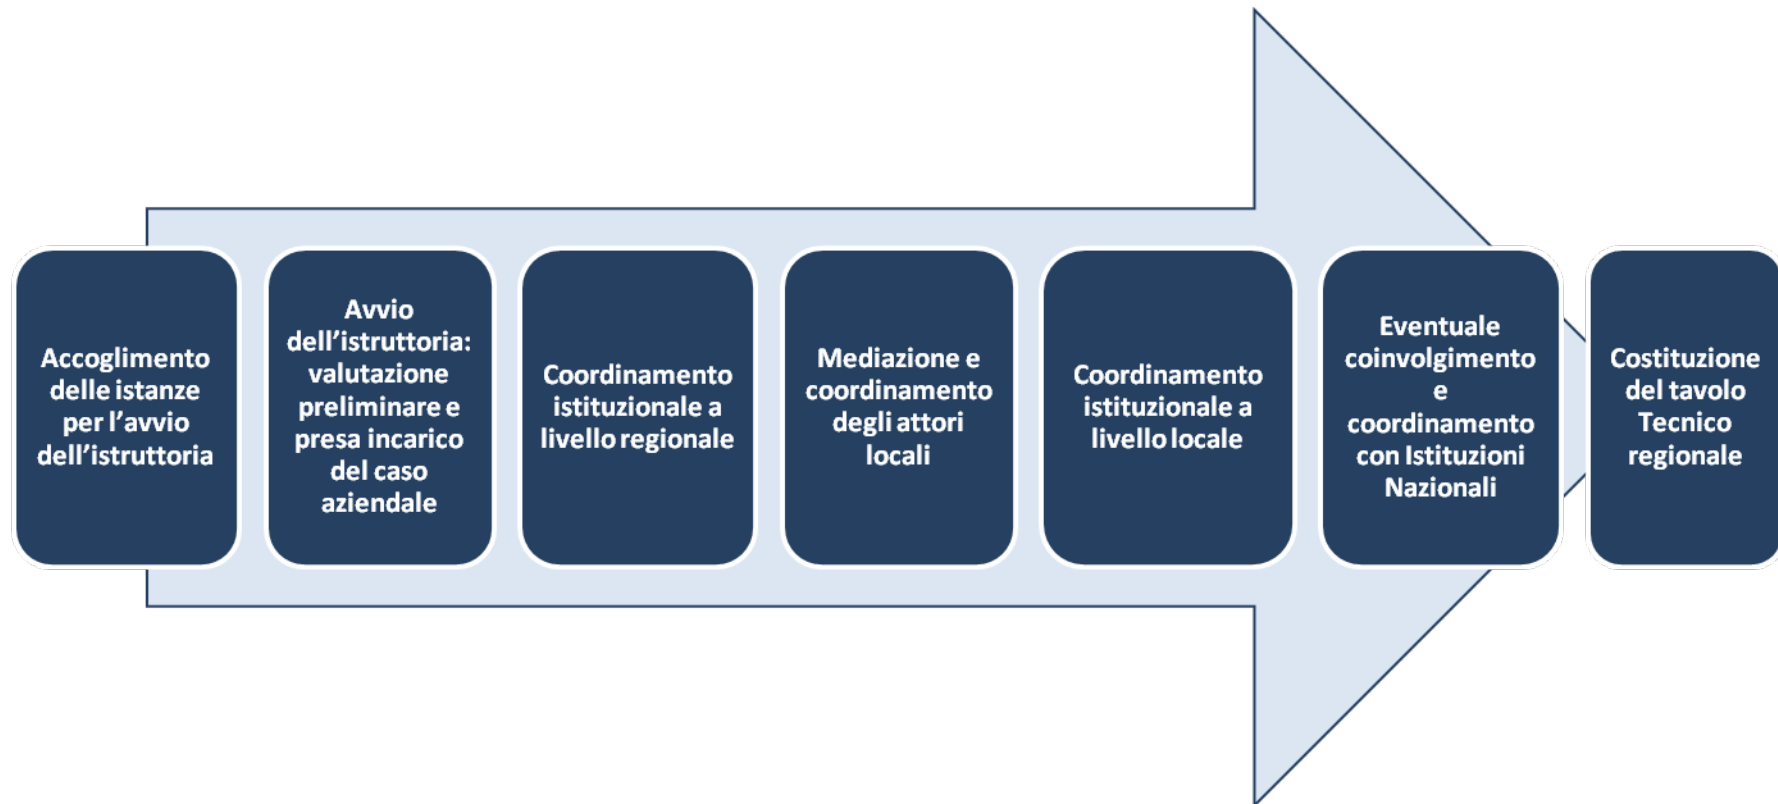 Accoglimento
delle istanze
per l’avvio
dell’istruttoria
Avvio
dell’istruttoria:
valutazione
preliminare e
presa incarico
del caso
aziendale
Coordinamento
istituzionale a
livello regionale
Mediazione e
coordinamento
degli attori
locali
Coordinamento
istituzionale a
livello locale
Eventuale
coinvolgimento
e
coordinamento
con Istituzioni
Nazionali
Costituzione
del tavolo
Tecnico
regionale